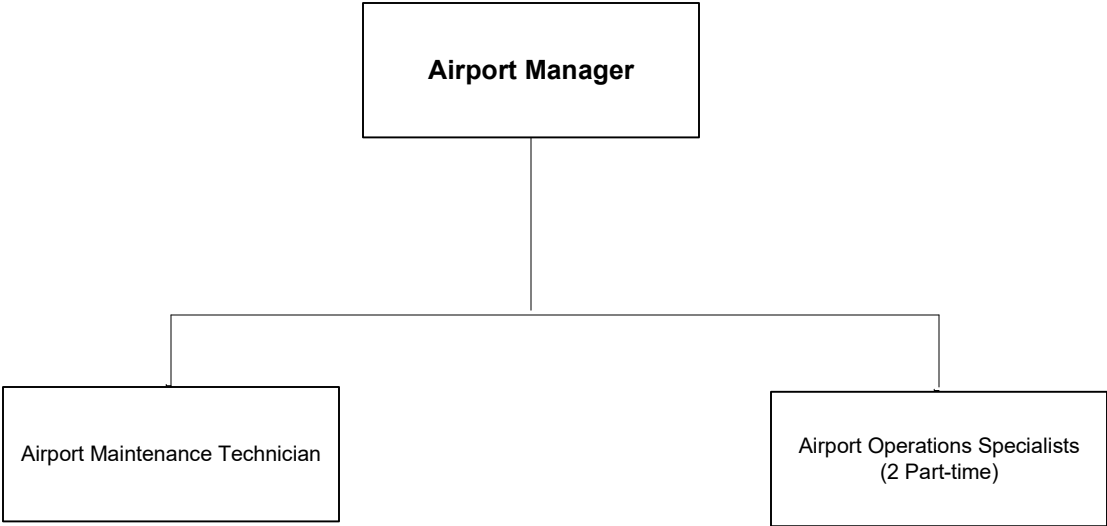 Airport Manager
Airport Maintenance Technician
Airport Operations Specialists
(2 Part-time)